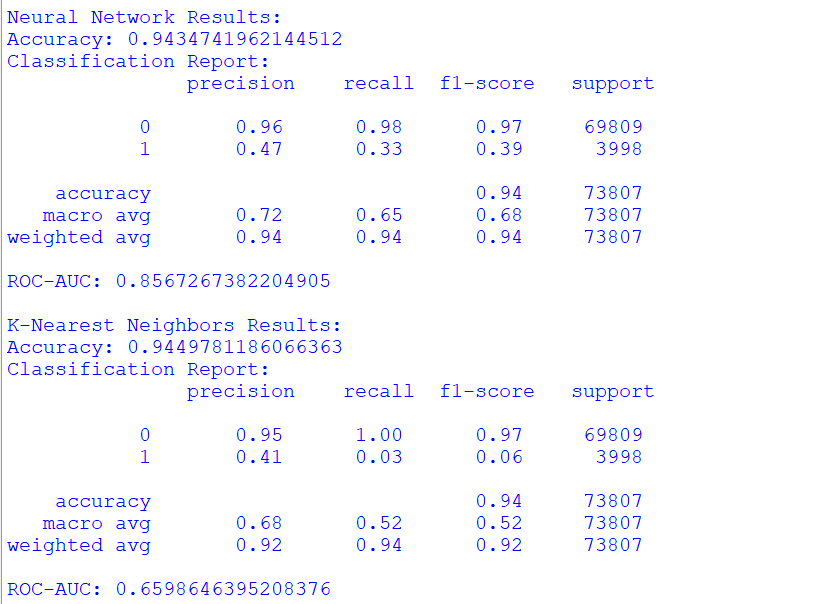 Neural Network Results:
Accuracy: 0.9434741962144512
Classification Report:
precision recall f1-score support
0 0.96 0.98 0.97 69809
1 0.47 0.33 0.39 3998
accuracy 0.94 73807
macro avg 0.72 0.65 0.68 73807
weighted avg 0.94 0.94 0.94 73807
ROC-AUC: 0.8567267382204905
K-Nearest Neighbors Results:
Accuracy: 0.9449781186066363
Classification Report:
precision recall f1-score support
0 0.95 1.00 0.97 69809
1 0.41 0.03 0.06 3998
accuracy 0.94 73807
macro avg 0.68 0.52 0.52 73807
weighted avg 0.92 0.94 0.92 73807
ROC-AUC: 0.6598646395208376